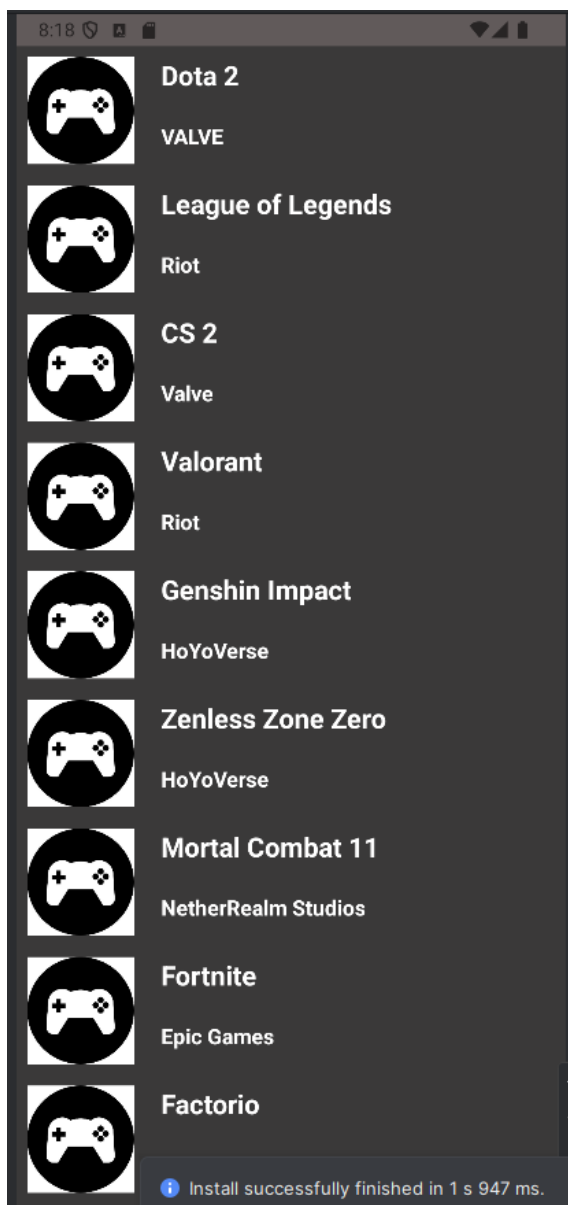 8:18
Dota 2
VALVE
League of Legends
Riot
CS 2
Valve
Valorant
Riot
Genshin Impact
HoYoVerse
Zenless Zone Zero
HoYoVerse
Mortal Combat 11
NetherRealm Studios
Fortnite
Epic Games
Factorio
Install successfully finished in 1 s 947 ms.